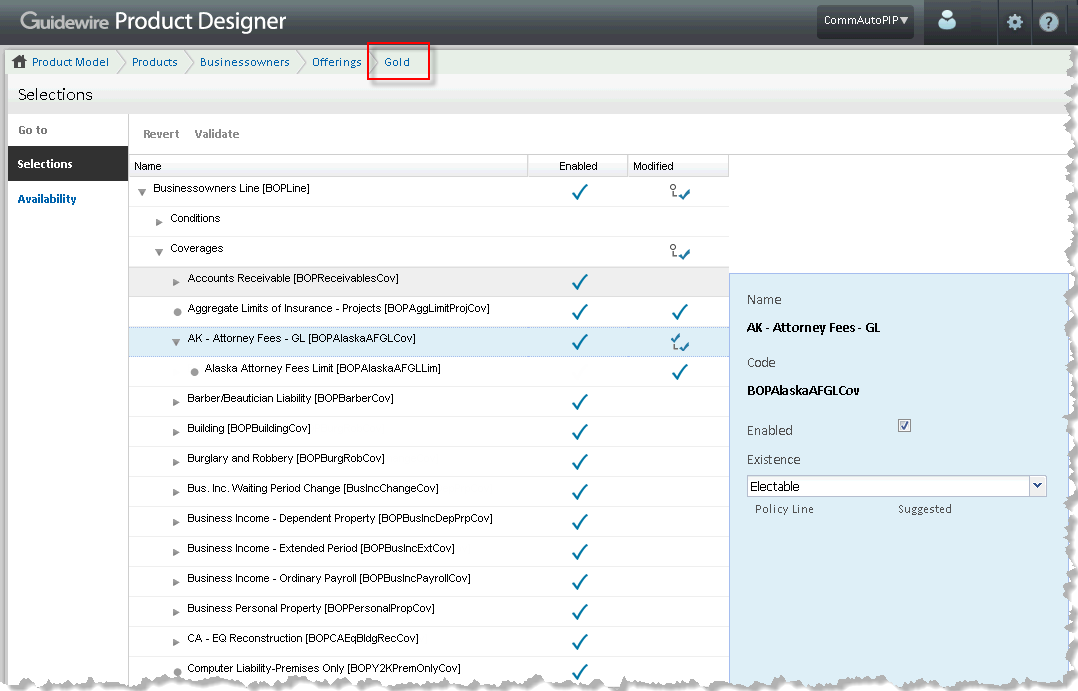 Guidewire Product Designer
CommAutoPIP▼
Product Model Products Businessowners Offerings Gold
Selections
Go to
Selections
Availability
Revert Validate
Name Enabled Modified
Businessowners Line [BOPLine]
Conditions
Coverages
Accounts Receivable [BOPReceivablesCov]
Aggregate Limits of Insurance - Projects [BOPAggLimitProjCov]
AK - Attorney Fees - GL [BOPAlaskaAFGLCov]
Alaska Attorney Fees Limit [BOPAlaskaAFGLLim]
Barber/Beautician Liability [BOPBarberCov]
Building [BOPBuildingCov]
Burglary and Robbery [BOPBurgRobCov]
Bus. Inc. Waiting Period Change [BusIncChangeCov]
Business Income - Dependent Property [BOPBusIncDepPrpCov]
Business Income - Extended Period [BOPBusIncExtCov]
Business Income - Ordinary Payroll [BOPBusIncPayrollCov]
Business Personal Property [BOPPersonalPropCov]
CA - EQ Reconstruction [BOPCAEqBldgRecCov]
Computer Liability-Premises Only [BOPY2KPremOnlyCov]
Name
AK - Attorney Fees - GL
Code
BOPAlaskaAFGLCov
Enabled
Existence
Electable
Policy Line Suggested